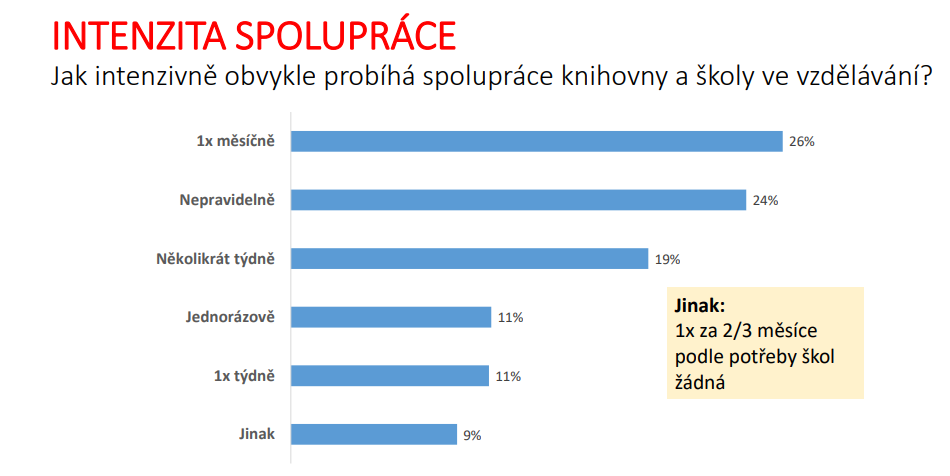 INTENZITA SPOLUPRÁCE
Jak intenzivně obvykle probíhá spolupráce knihovny a školy ve vzdělávání?
1x měsíčně 26%
Nepravidelně 24%
Několikrát týdně 19%
Jednorázově 11%
1x týdně 11%
Jinak 9%
Jinak:
1x za 2/3 měsíce
podle potřeby škol
žádná